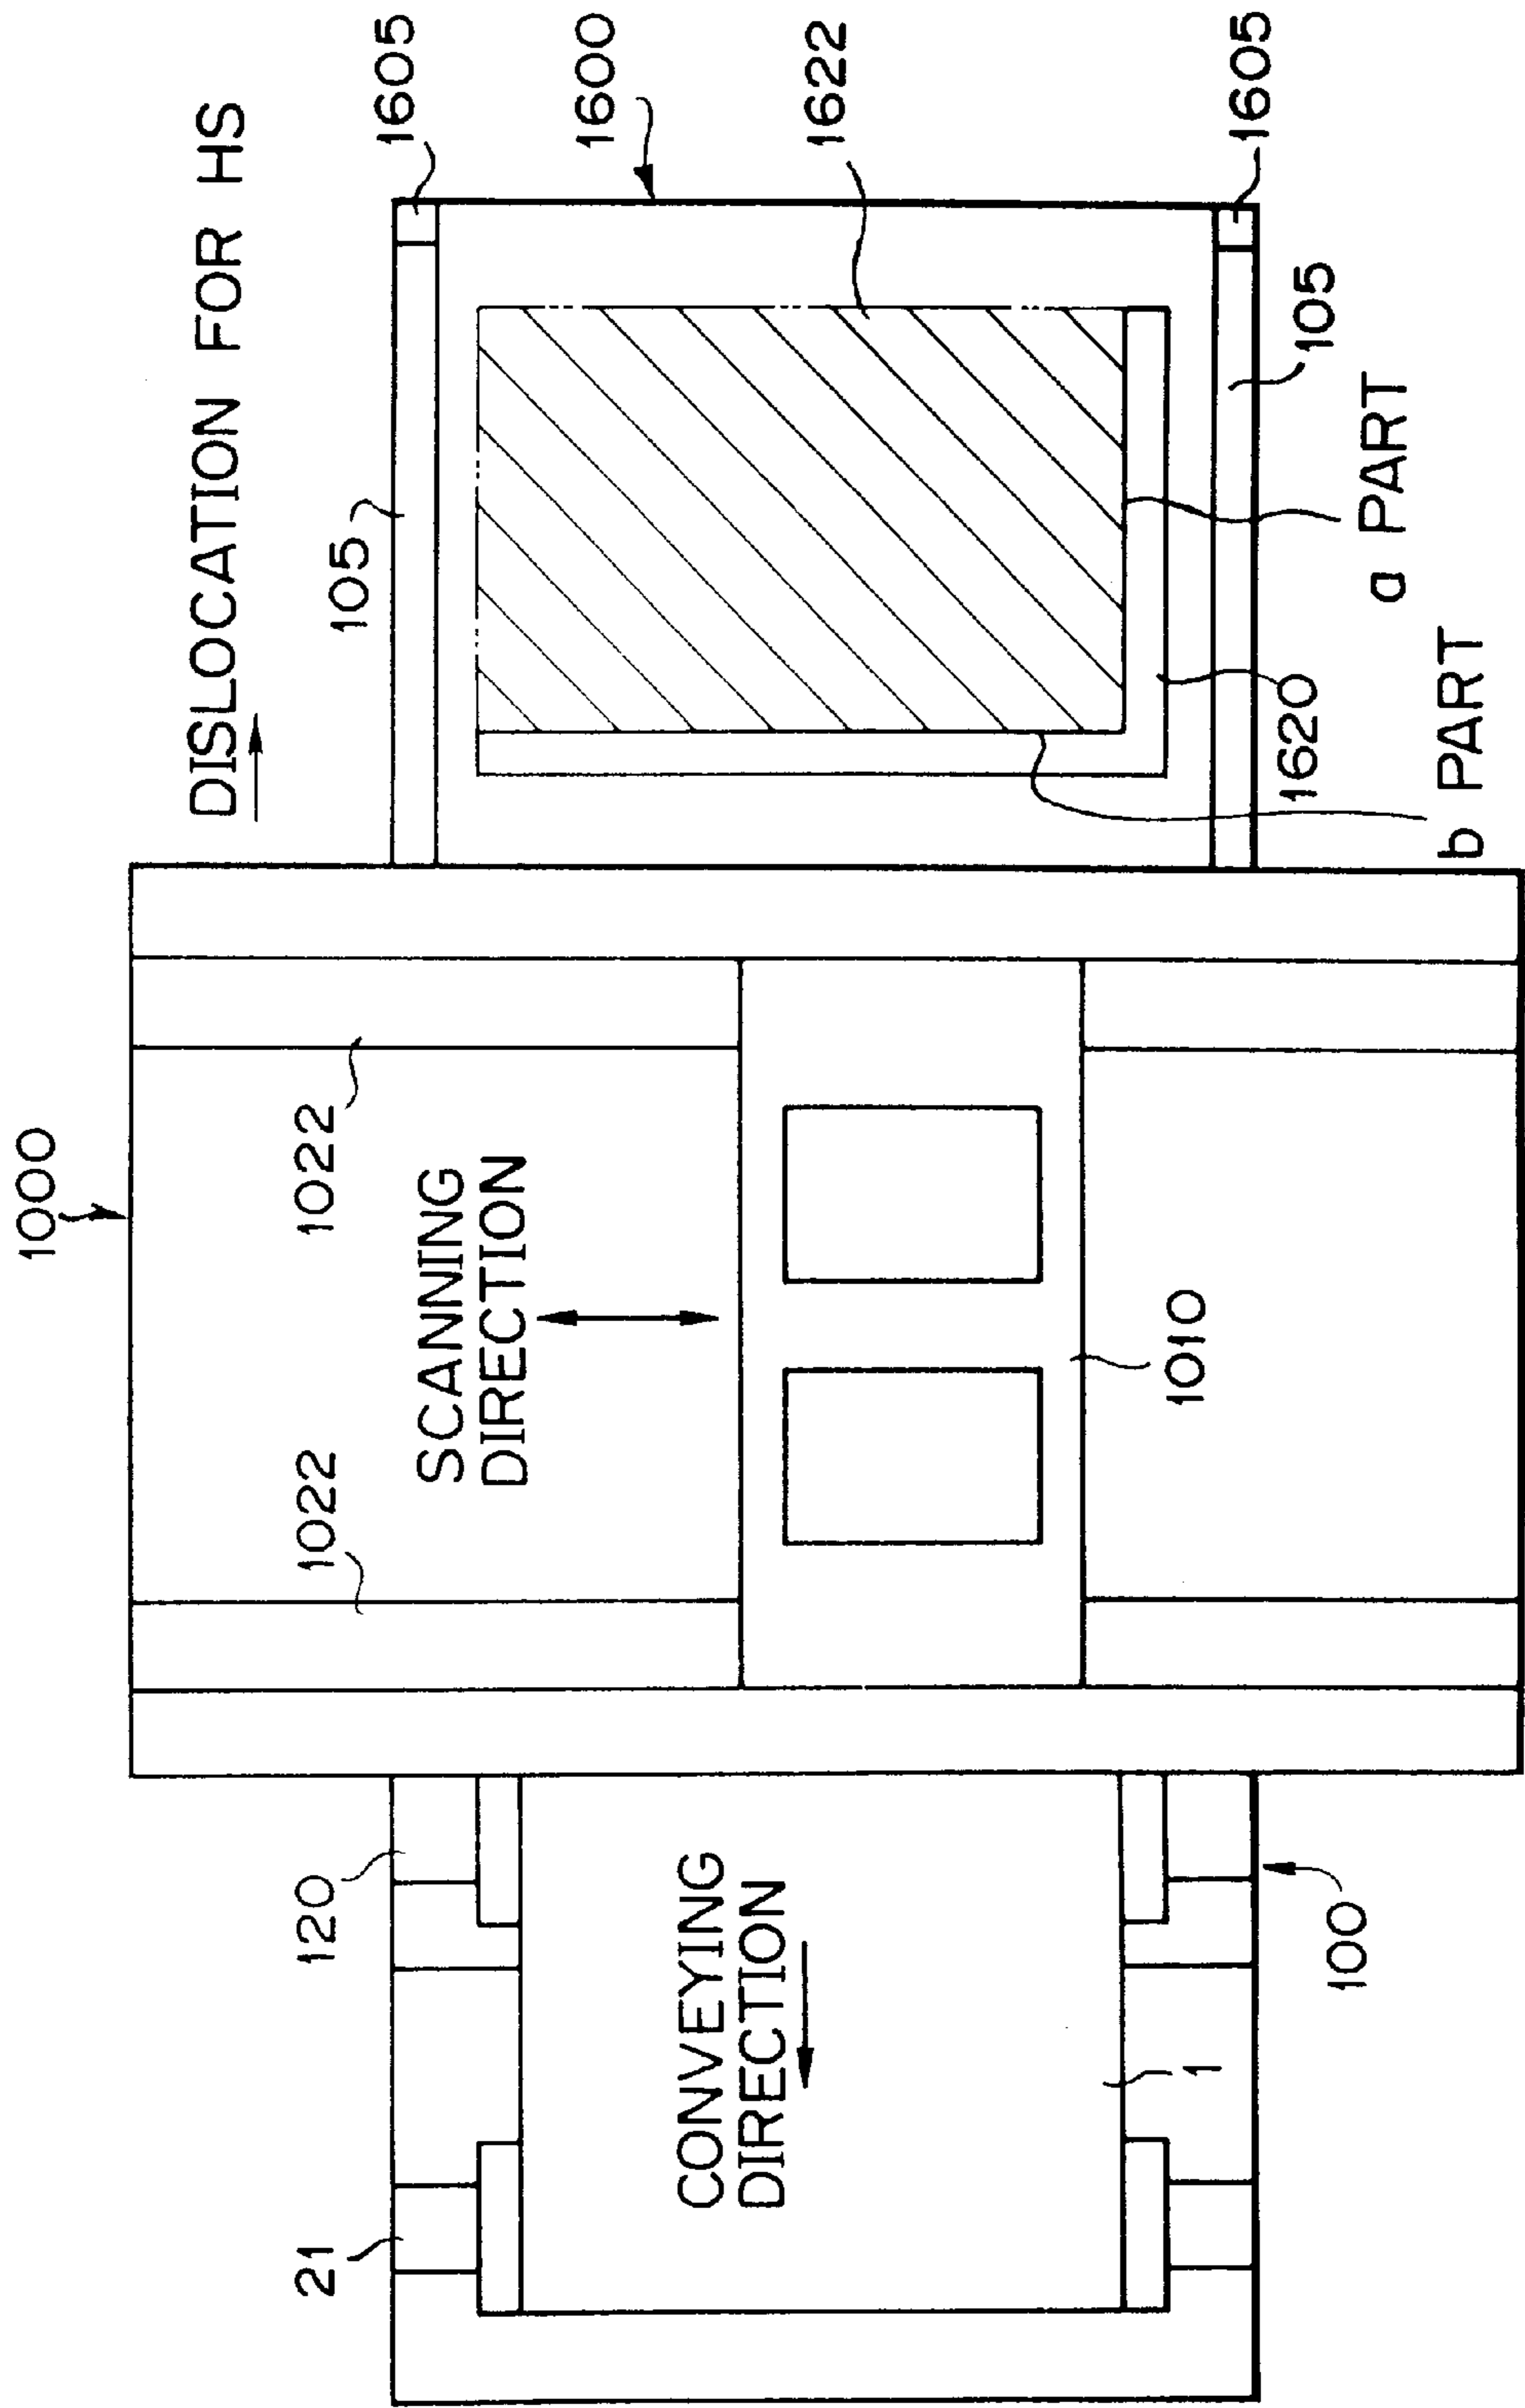 1000
DISLOCATION FOR HS
1605
1600
1622
105
1022
1022
SCANNING
DIRECTION
120
21
CONVEYING
DIRECTION
1010
1605
105
a PART
1620
b PART
100
1